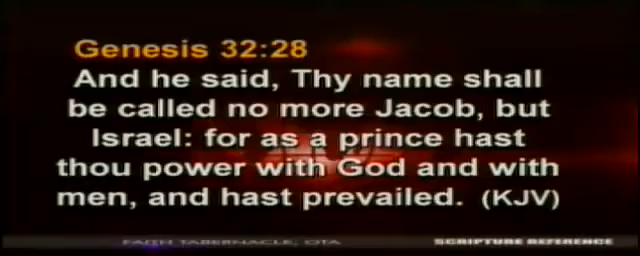 Genesis 32:28
And he said, Thy name shall
be called no more Jacob, but
Israel: for as a prince hast
thou power with God and with
men, and hast prevailed. (KJV)
FAITH TABERNACLE, OTA
SCRIPTURE REFERENCE